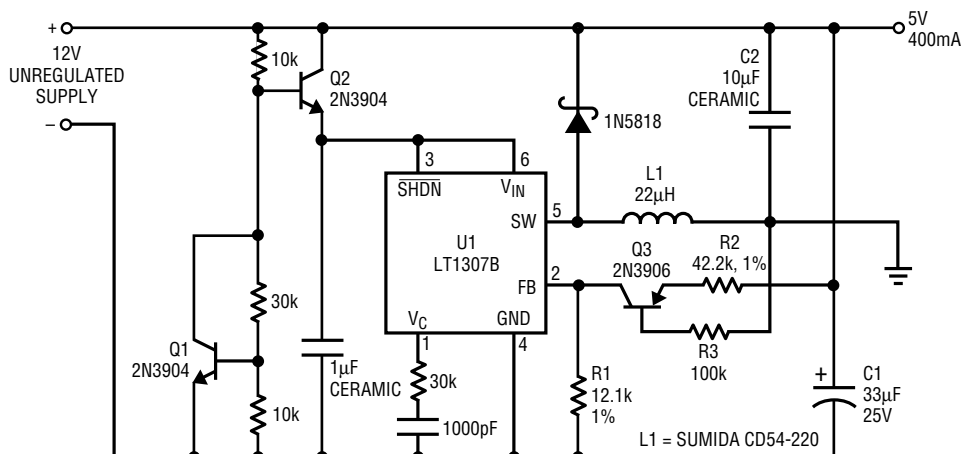 +
12V
UNREGULATED
SUPPLY
–
10k
Q2
2N3904
1N5818
C2
10µF
CERAMIC
5V
400mA
3
6
SHDN
VIN
SW
5
L1
22µH
U1
LT1307B
FB
2
Q3
2N3906
R2
42.2k, 1%
VC
GND
1
4
R3
100k
30k
Q1
2N3904
10k
1µF
CERAMIC
30k
1000pF
R1
12.1k
1%
+
C1
33µF
25V
L1 = SUMIDA CD54-220